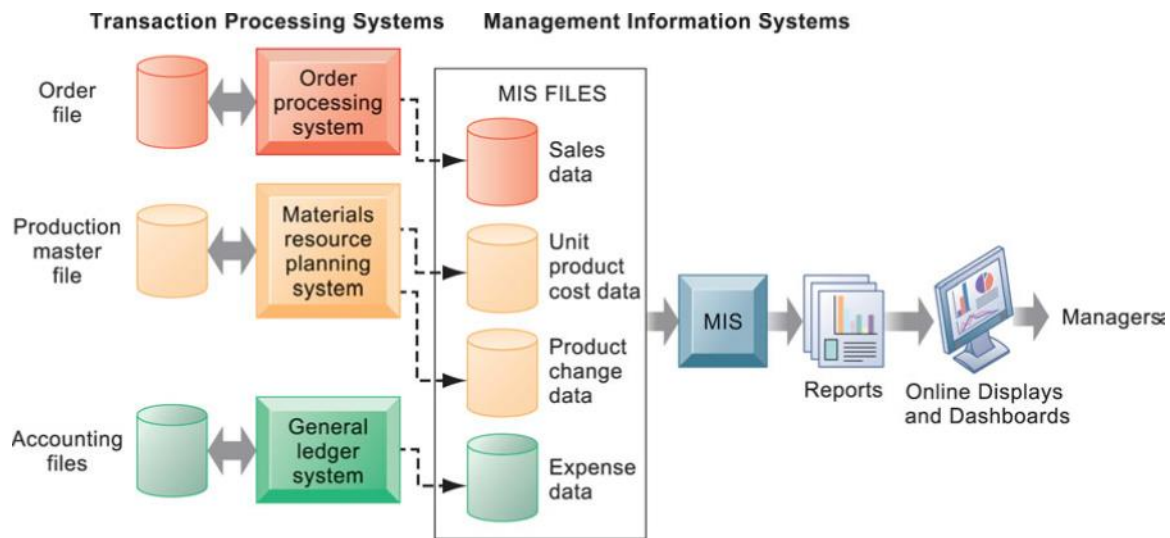 Transaction Processing Systems
Management Information Systems
Order
file
Order
processing
system
MIS FILES
Sales
data
Production
master
file
Materials
resource
planning
system
Unit
product
cost data
Product
change
data
MIS
Reports
Online Displays
and Dashboards
Managersa
Accounting
files
General
ledger
system
Expense
data